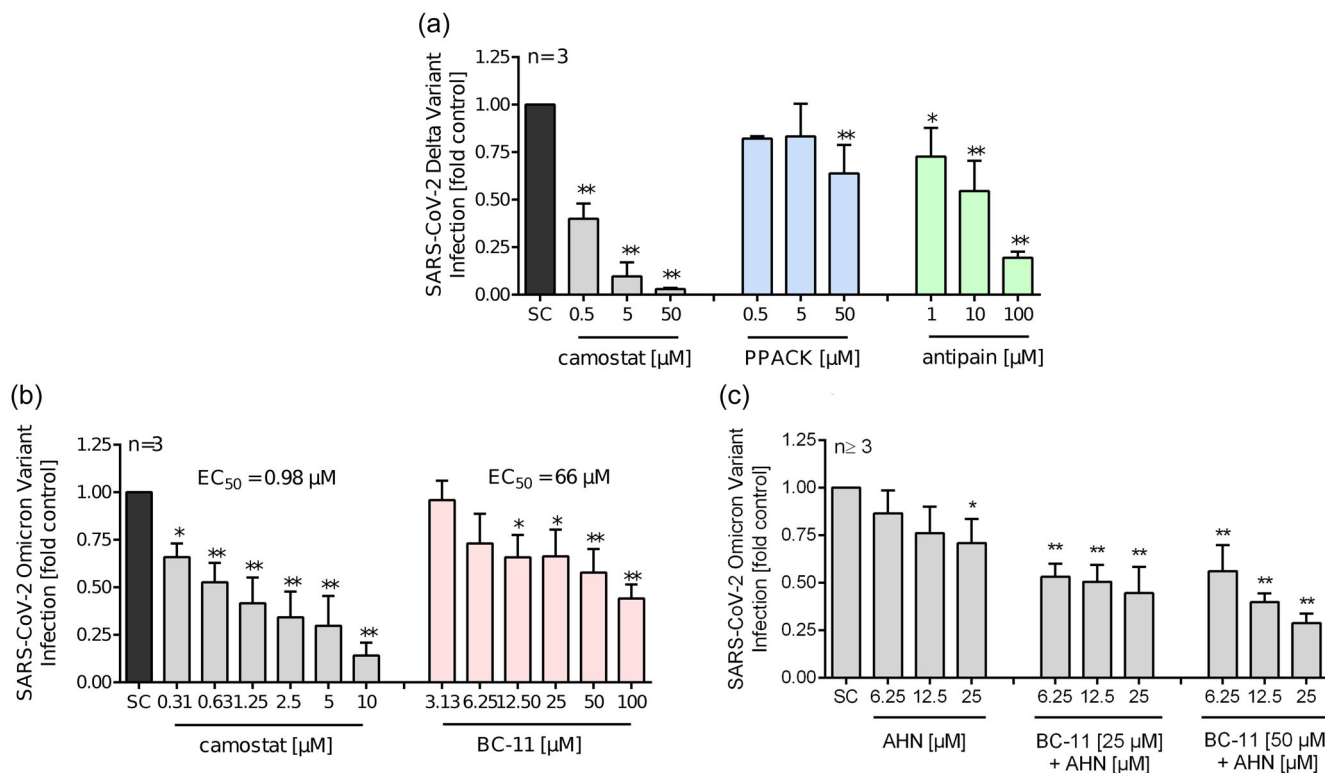 (a)
n=3
SARS-CoV-2 Delta Variant
Infection [fold control]
1.25
1.00
0.75
0.50
0.25
0.00
** ** ** ** * ** **
SC 0.5 5 50 0.5 5 50 1 10 100
camostat [µM] PPACK [µM] antipain [µM]
(b)
n=3
SARS-CoV-2 Omicron Variant
Infection [fold control]
1.25
1.00
0.75
0.50
0.25
0.00
EC50 = 0.98 µM EC50 = 66 µM
* ** ** ** ** ** * * ** **
SC 0.31 0.63 1.25 2.5 5 10 3.13 6.25 12.50 25 50 100
camostat [µM] BC-11 [µM]
(c)
n≥ 3
SARS-CoV-2 Omicron Variant
Infection [fold control]
1.25
1.00
0.75
0.50
0.25
0.00
* ** ** ** ** ** **
SC 6.25 12.5 25 6.25 12.5 25 6.25 12.5 25
AHN [µM] BC-11 [25 µM] BC-11 [50 µM]
+ AHN [µM] + AHN [µM]